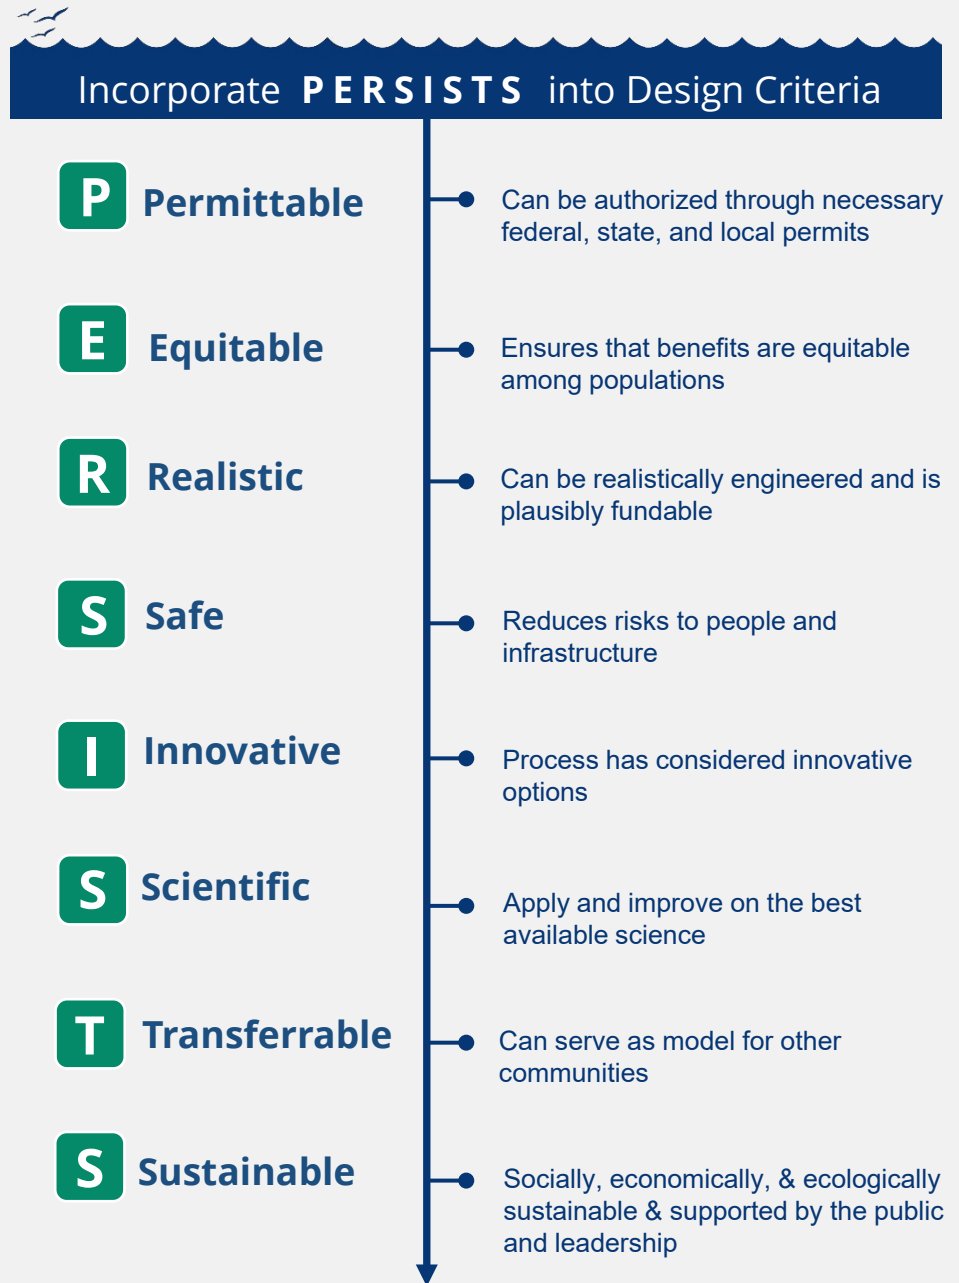 Incorporate PERSISTS into Design Criteria
P Permittable
Can be authorized through necessary
federal, state, and local permits
E Equitable
Ensures that benefits are equitable
among populations
R Realistic
Can be realistically engineered and is
plausibly fundable
S Safe
Reduces risks to people and
infrastructure
I Innovative
Process has considered innovative
options
S Scientific
Apply and improve on the best
available science
T Transferrable
Can serve as model for other
communities
S Sustainable
Socially, economically, & ecologically
sustainable & supported by the public
and leadership